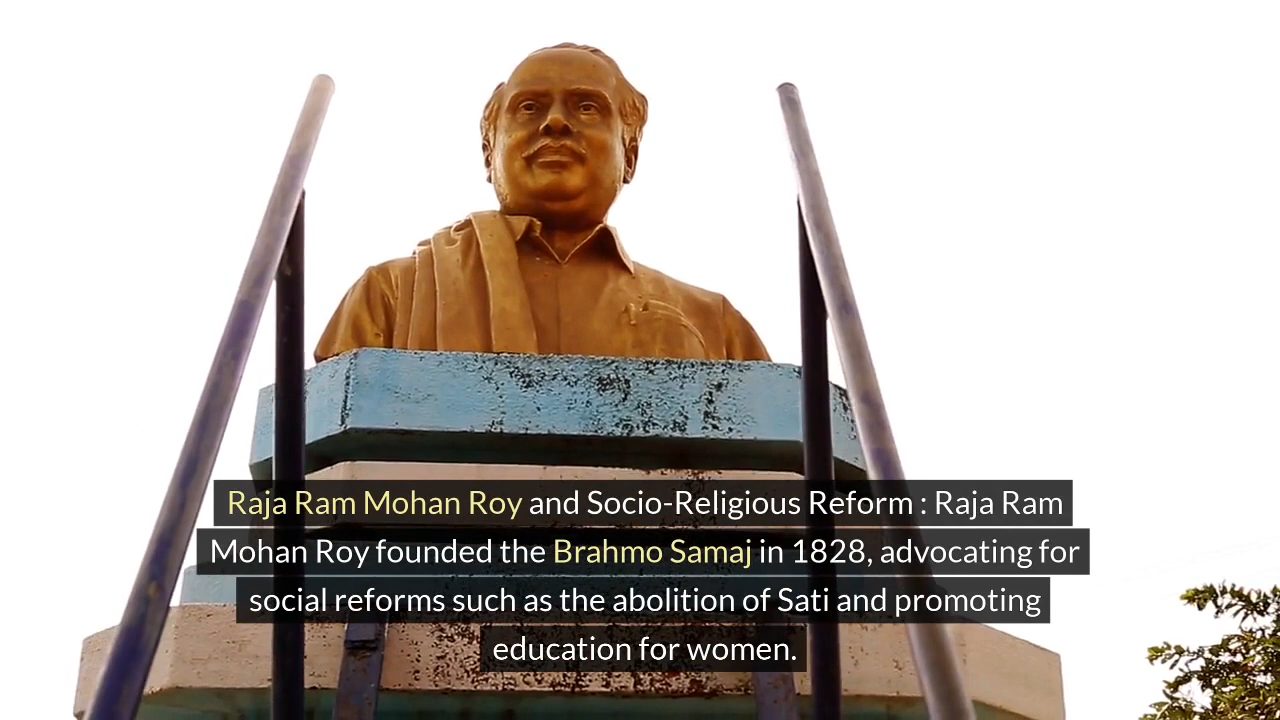 Raja Ram Mohan Roy and Socio-Religious Reform : Raja Ram
Mohan Roy founded the Brahmo Samaj in 1828, advocating for
social reforms such as the abolition of Sati and promoting
education for women.